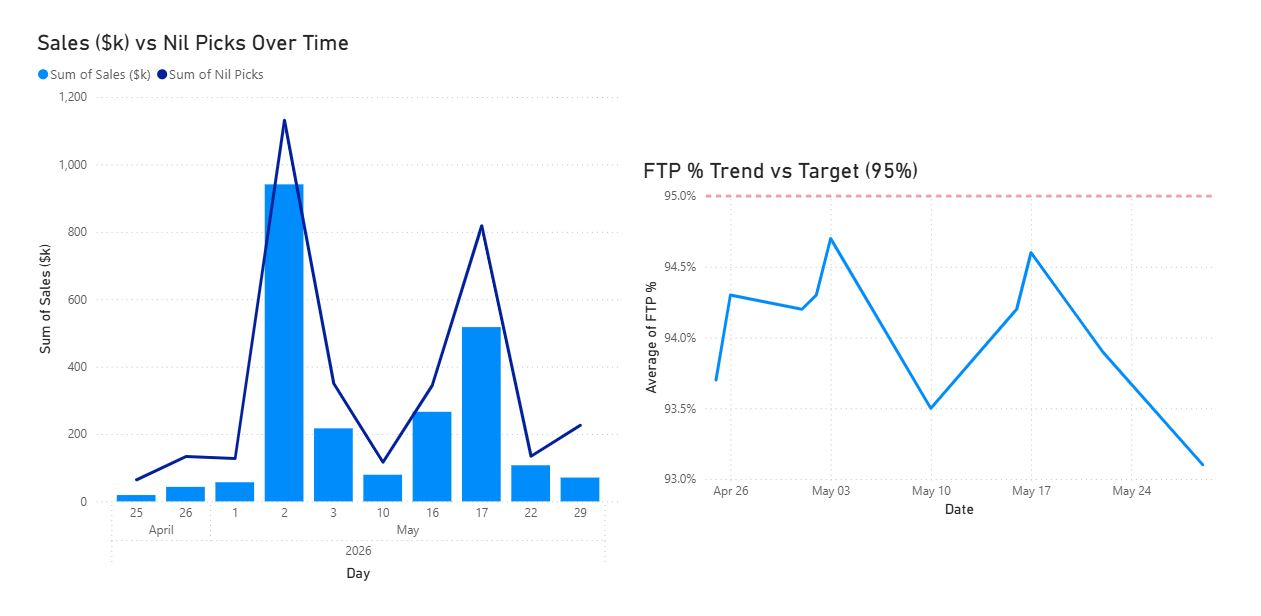 Sales ($k) vs Nil Picks Over Time
Sum of Sales ($k) Sum of Nil Picks
1,200
1,000
800
600
400
200
0
Sum of Sales ($k)
25 26 1 2 3 10 16 17 22 29
April May
2026
Day
FTP % Trend vs Target (95%)
95.0%
94.5%
94.0%
93.5%
93.0%
Average of FTP %
Apr 26 May 03 May 10 May 17 May 24
Date